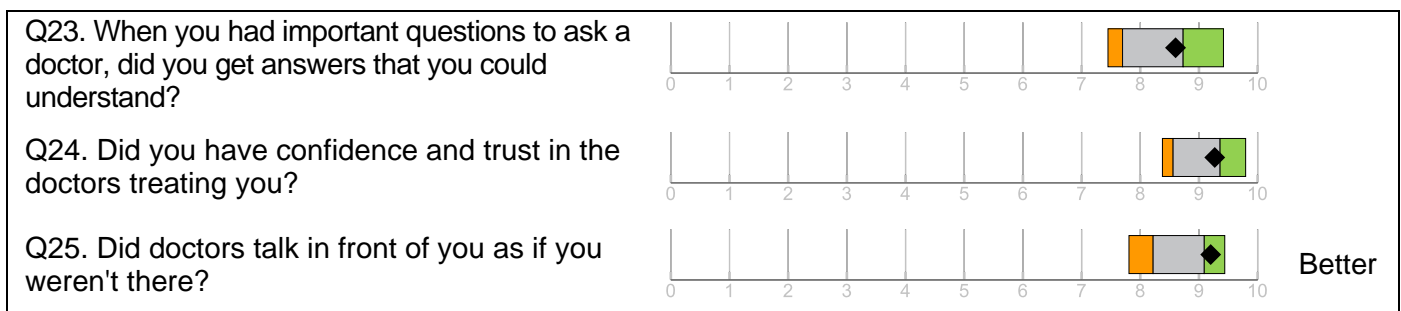 Q23. When you had important questions to ask a
doctor, did you get answers that you could
understand?
0 1 2 3 4 5 6 7 8 9 10
Q24. Did you have confidence and trust in the
doctors treating you?
0 1 2 3 4 5 6 7 8 9 10
Q25. Did doctors talk in front of you as if you
weren't there?
Better
0 1 2 3 4 5 6 7 8 9 10